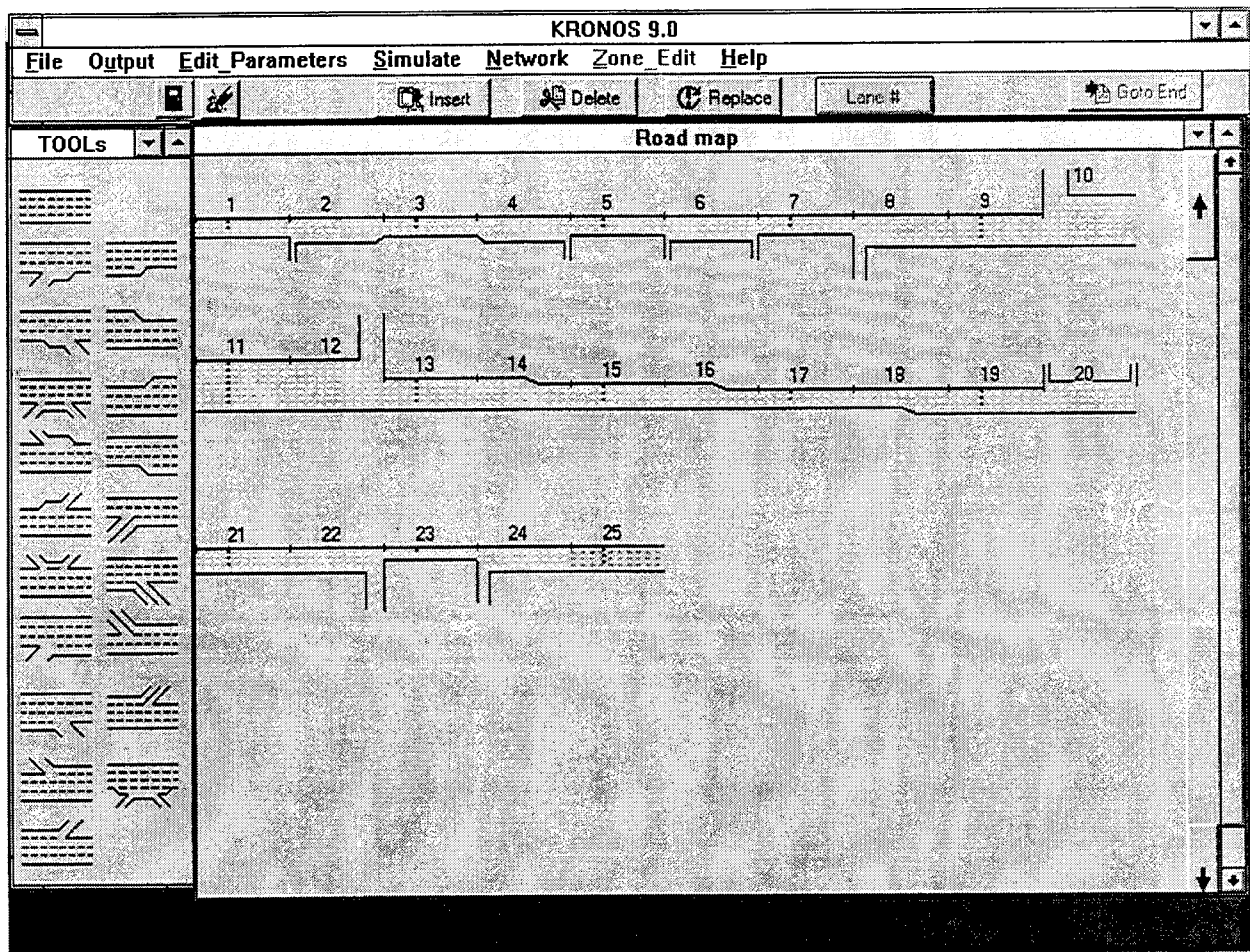 KRONOS 9.0
File Output Edit_Parameters Simulate Network Zone_Edit Help
Insert Delete Replace Lane # Goto End
TOOLs
Road map
1 2 3 4 5 6 7 8 9 10
11 12 13 14 15 16 17 18 19 20
21 22 23 24 25